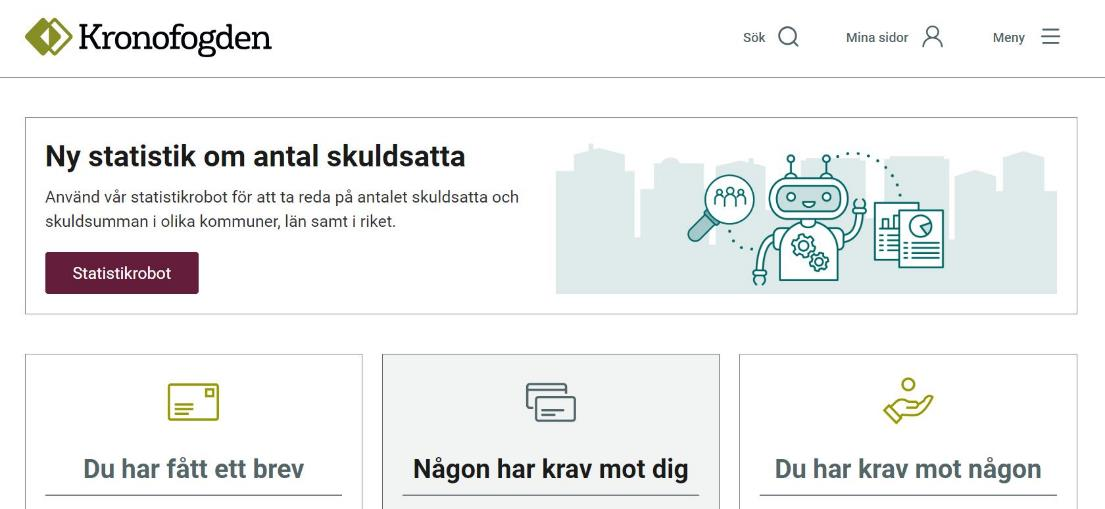 Kronofogden
Sök
Mina sidor
Meny
Ny statistik om antal skuldsatta
Använd vår statistikrobot för att ta reda på antalet skuldsatta och
skuldsumman i olika kommuner, län samt i riket.
Statistikrobot
Du har fått ett brev
Någon har krav mot dig
Du har krav mot någon